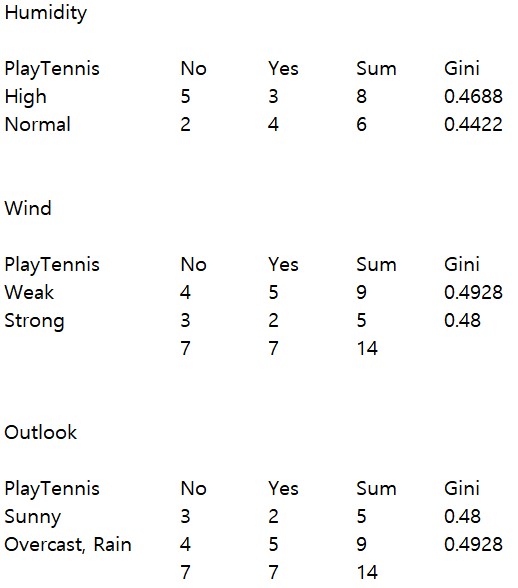 Humidity
PlayTennis No Yes Sum Gini
High 5 3 8 0.4688
Normal 2 4 6 0.4422
Wind
PlayTennis No Yes Sum Gini
Weak 4 5 9 0.4928
Strong 3 2 5 0.48
7 7 14
Outlook
PlayTennis No Yes Sum Gini
Sunny 3 2 5 0.48
Overcast, Rain 4 5 9 0.4928
7 7 14